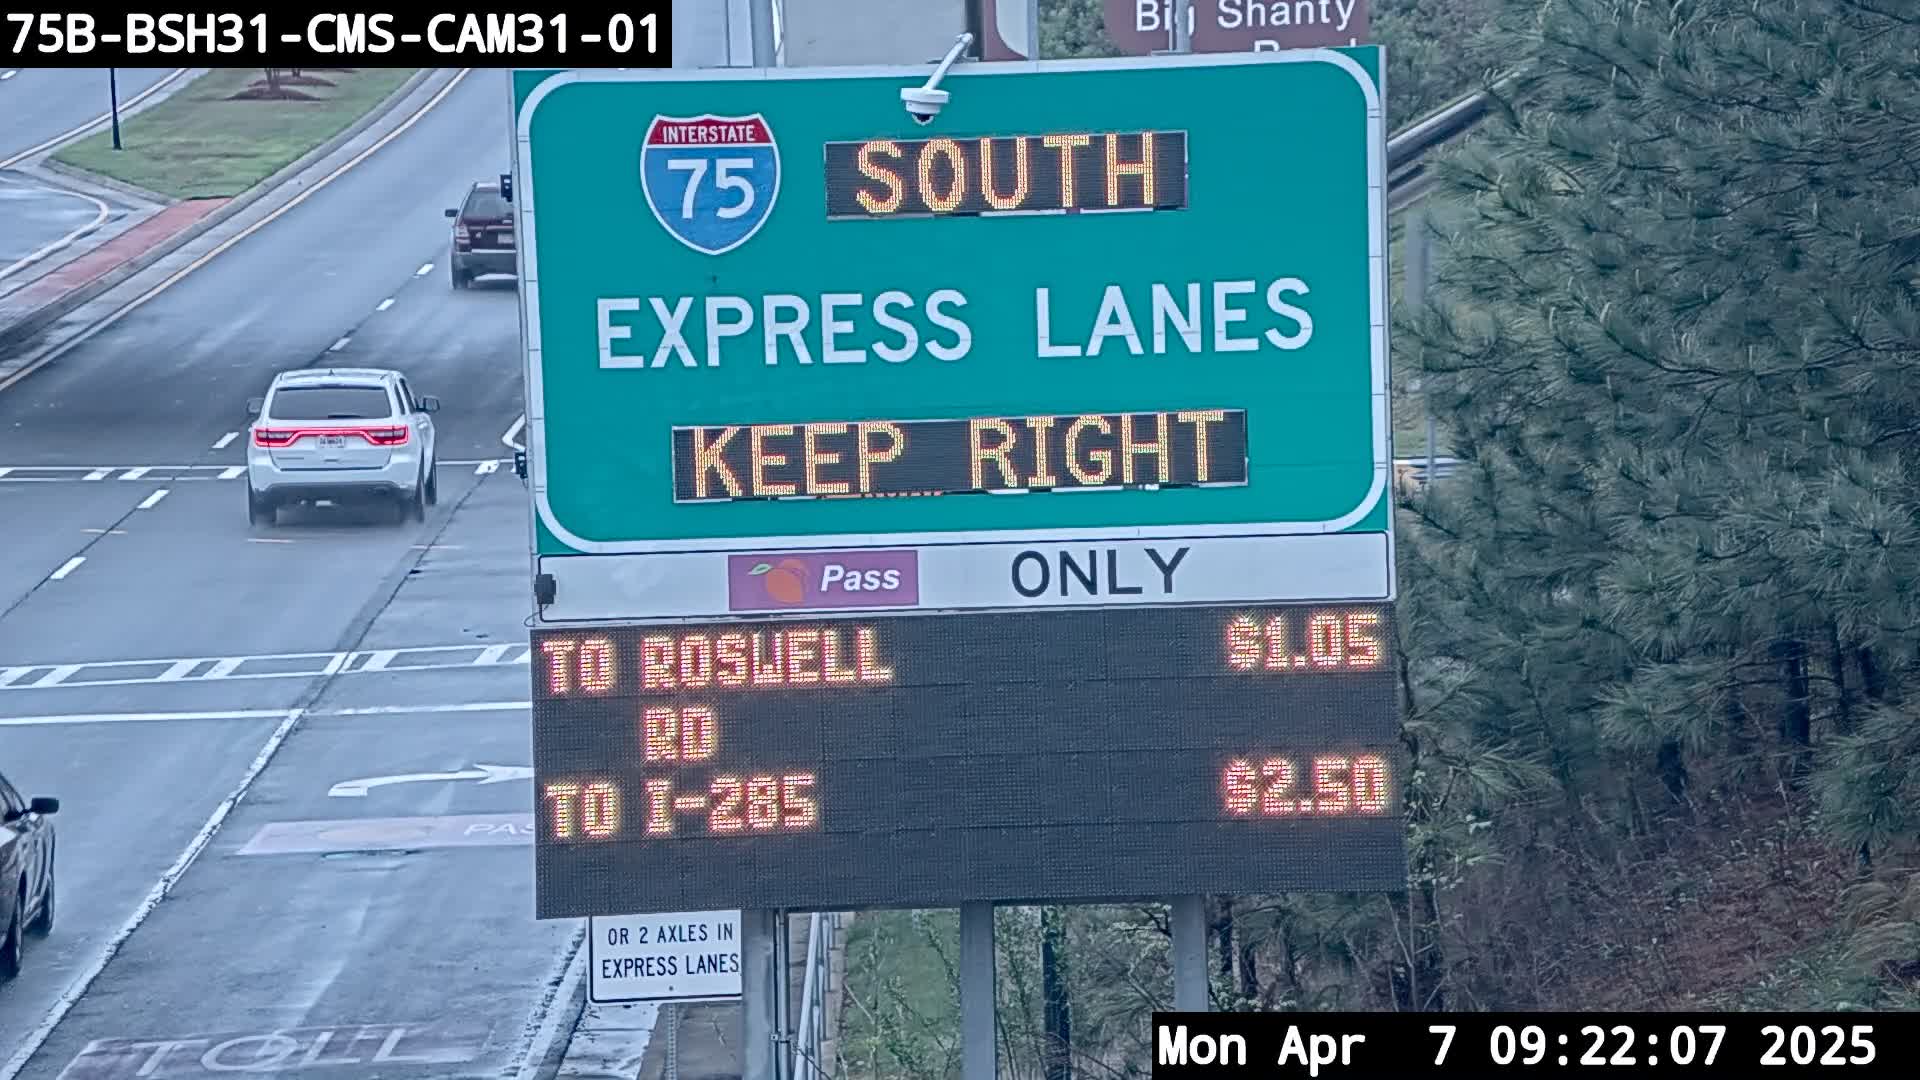 75B-BSH31-CMS-CAM31-01
Big Shanty
Road
INTERSTATE
75
SOUTH
EXPRESS LANES
KEEP RIGHT
Pass ONLY
TO ROSWELL $1.05
RD
TO I-285 $2.50
PAS
OR 2 AXLES IN
EXPRESS LANES
TOLL
Mon Apr 7 09:22:07 2025